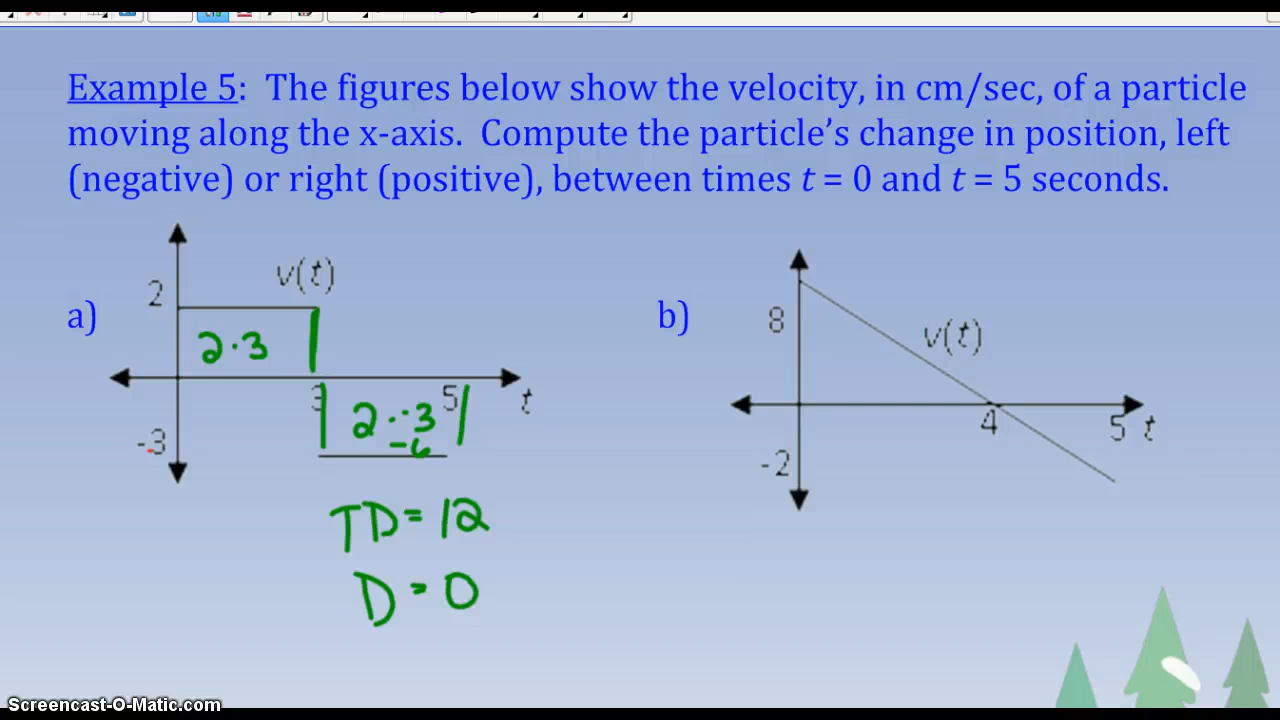 Example 5: The figures below show the velocity, in cm/sec, of a particle
moving along the x-axis. Compute the particle's change in position, left
(negative) or right (positive), between times t = 0 and t = 5 seconds.
a)
2
v(t)
2·3
3
5
t
2·-3
-6
-3
TD=12
D=0
b)
8
v(t)
4
5 t
-2
Screencast-O-Matic.com